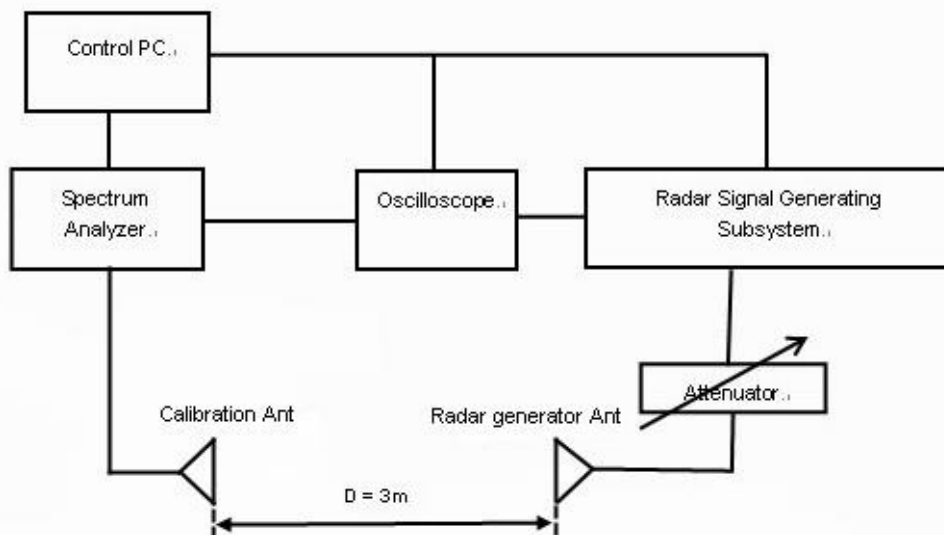 Control PC.
Spectrum
Analyzer.
Oscilloscope.
Radar Signal Generating
Subsystem.
Attenuator.
Calibration Ant
Radar generator Ant
D = 3m